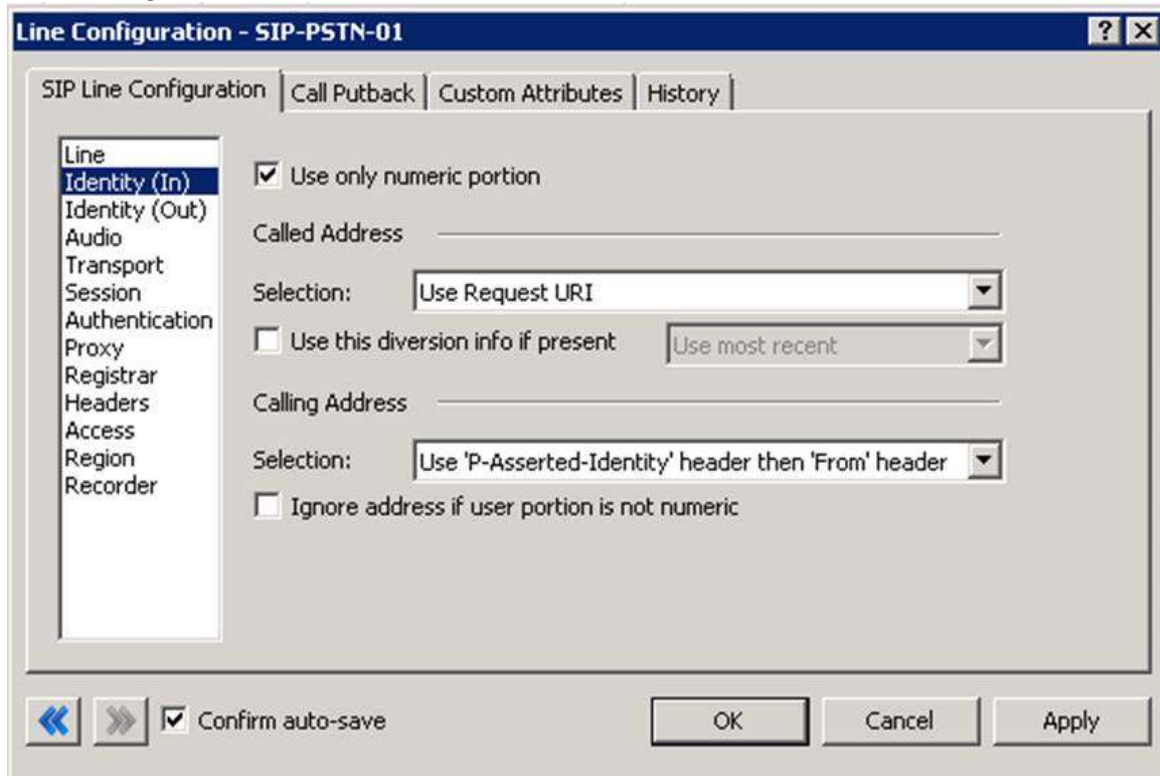 Line Configuration - SIP-PSTN-01
SIP Line Configuration
Call Putback
Custom Attributes
History
Line
Identity (In)
Identity (Out)
Audio
Transport
Session
Authentication
Proxy
Registrar
Headers
Access
Region
Recorder
Use only numeric portion
Called Address
Selection: Use Request URI
Use this diversion info if present Use most recent
Calling Address
Selection: Use 'P-Asserted-Identity' header then 'From' header
Ignore address if user portion is not numeric
Confirm auto-save
OK
Cancel
Apply